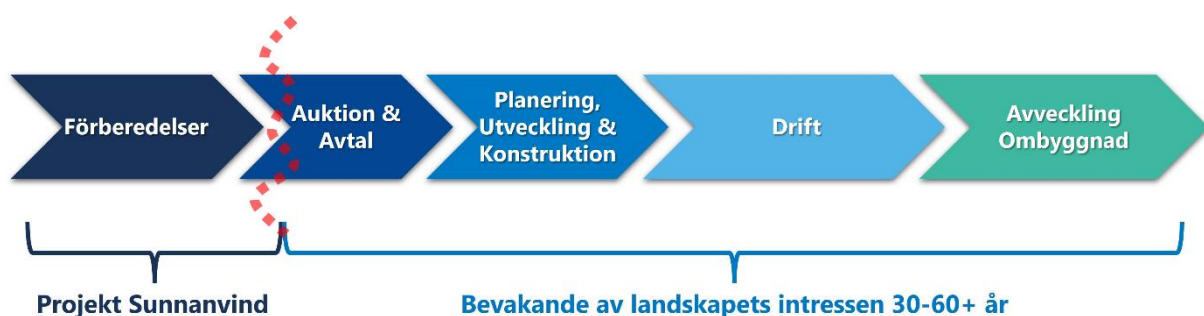 Förberedelser
Auktion &
Avtal
Planering,
Utveckling &
Konstruktion
Drift
Avveckling
Ombyggnad
Projekt Sunnanvind
Bevakande av landskapets intressen 30-60+ år